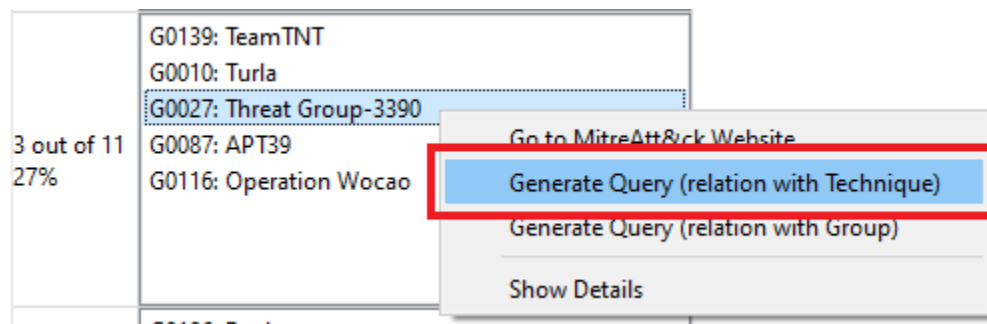 G0139: TeamTNT
G0010: Turla
G0027: Threat Group-3390
3 out of 11
27%
G0087: APT39
G0116: Operation Wocao
Go to MitreAtt&ck Website
Generate Query (relation with Technique)
Generate Query (relation with Group)
Show Details